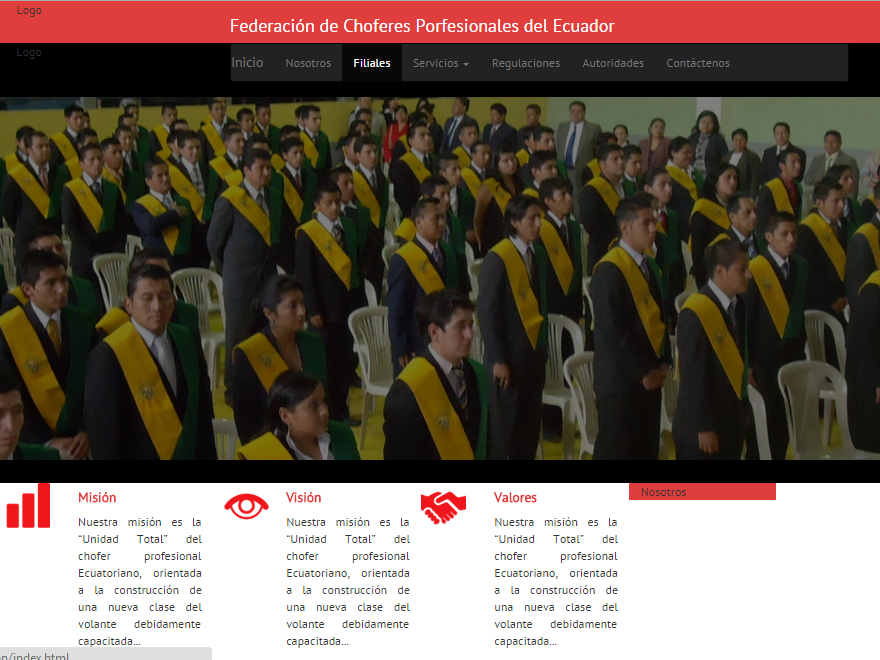 Logo
Federación de Choferes Porfesionales del Ecuador
Logo
Inicio Nosotros Filiales Servicios Regulaciones Autoridades Contáctenos
Misión
Nuestra misión es la
“Unidad Total” del
chofer profesional
Ecuatoriano, orientada
a la construcción de
una nueva clase del
volante debidamente
capacitada...
Visión
Nuestra misión es la
“Unidad Total” del
chofer profesional
Ecuatoriano, orientada
a la construcción de
una nueva clase del
volante debidamente
capacitada...
Valores
Nuestra misión es la
“Unidad Total” del
chofer profesional
Ecuatoriano, orientada
a la construcción de
una nueva clase del
volante debidamente
capacitada...
Nosotros
/index.html